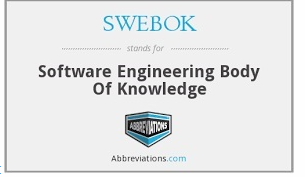 SWEBOK
stands for
Software Engineering Body
Of Knowledge
ABBREVIATIONS
Abbreviations.com